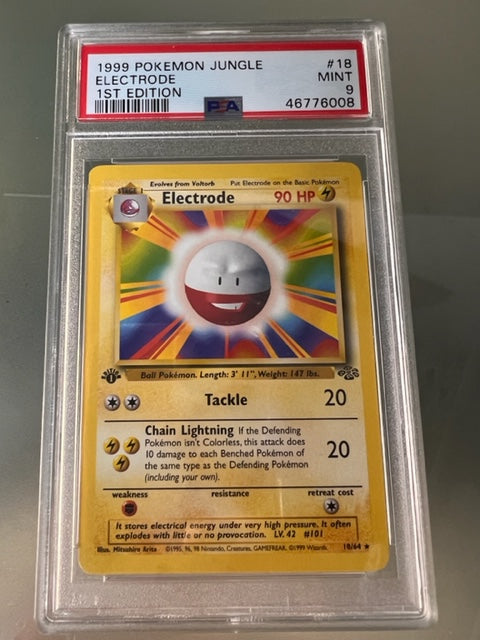 1999 POKEMON JUNGLE #18
ELECTRODE MINT
1ST EDITION 9
PSA 46776008
Evolves from Voltorb Put Electrode on the Basic Pokémon
Electrode 90 HP
Ball Pokémon. Length: 3' 11", Weight: 147 lbs.
Tackle 20
Chain Lightning If the Defending
Pokémon isn't Colorless, this attack does
10 damage to each Benched Pokémon of
the same type as the Defending Pokémon
(including your own).
20
weakness resistance retreat cost
It stores electrical energy under very high pressure. It often
explodes with little or no provocation. LV. 42 #101
Illus. Mitsuhiro Arita ©1995, 96, 98 Nintendo, Creatures, GAMEFREAK. ©1999 Wizards. 18/64 ★